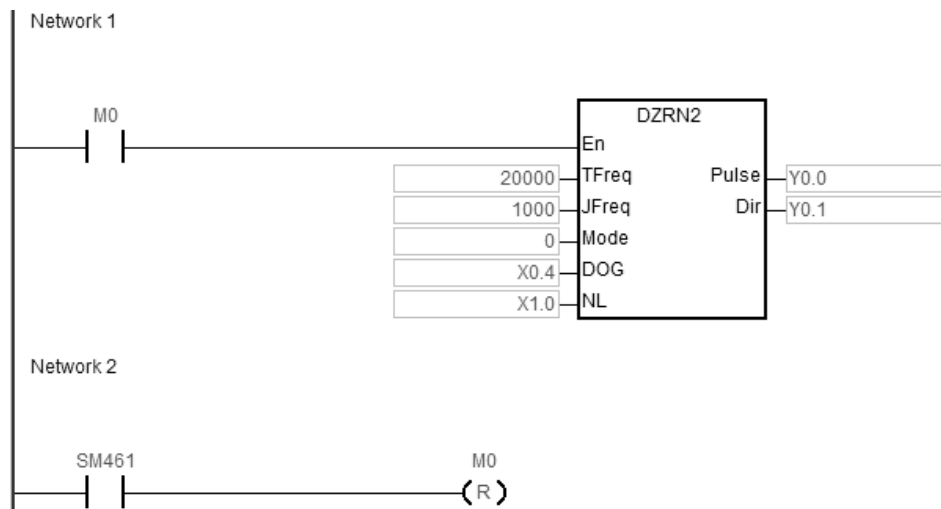 Network 1
M0
DZRN2
En
20000 TFreq Pulse Y0.0
1000 JFreq Dir Y0.1
0 Mode
X0.4 DOG
X1.0 NL
Network 2
SM461 M0
R